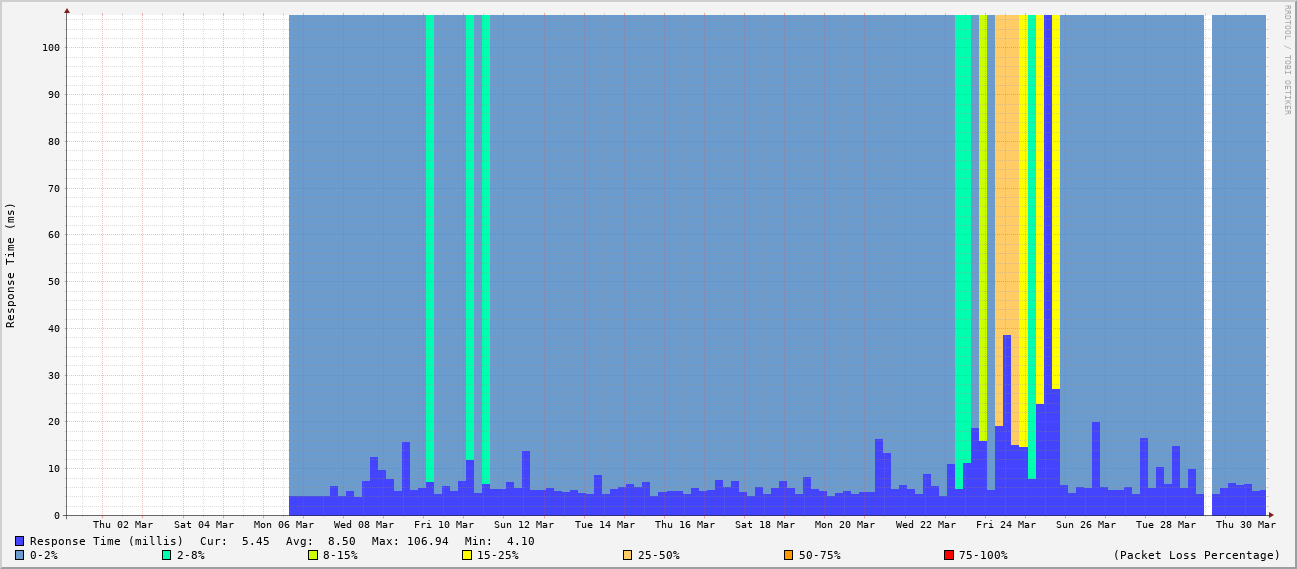 RRDTOOL / TOBI OETIKER
Response Time (ms)
100
90
80
70
60
50
40
30
20
10
0
Thu 02 Mar Sat 04 Mar Mon 06 Mar Wed 08 Mar Fri 10 Mar Sun 12 Mar Tue 14 Mar Thu 16 Mar Sat 18 Mar Mon 20 Mar Wed 22 Mar Fri 24 Mar Sun 26 Mar Tue 28 Mar Thu 30 Mar
Response Time (millis) Cur: 5.45 Avg: 8.50 Max: 106.94 Min: 4.10
0-2% 2-8% 8-15% 15-25% 25-50% 50-75% 75-100% (Packet Loss Percentage)